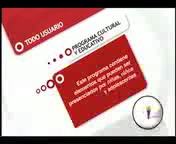 TODO USUARIO
PROGRAMA CULTURAL
Y EDUCATIVO
Este programa contiene
elementos que pueden ser
presenciados por niñas, niños
y adolescentes